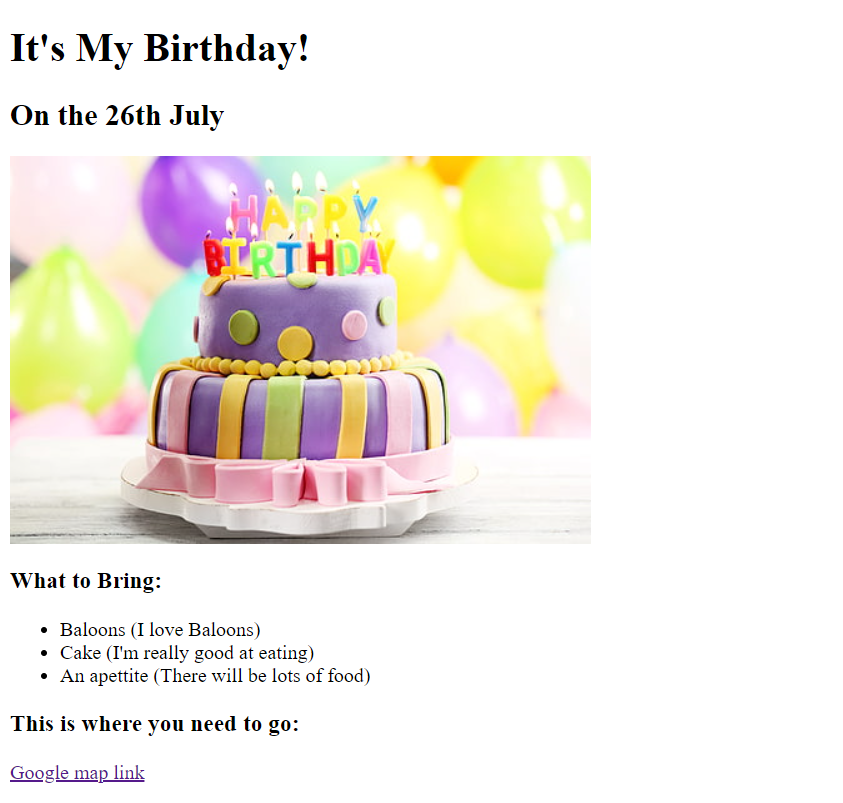 It's My Birthday!
On the 26th July
HAPPY
BIRTHDAY
What to Bring:
Baloons (I love Baloons)
Cake (I'm really good at eating)
An apettite (There will be lots of food)
This is where you need to go:
Google map link